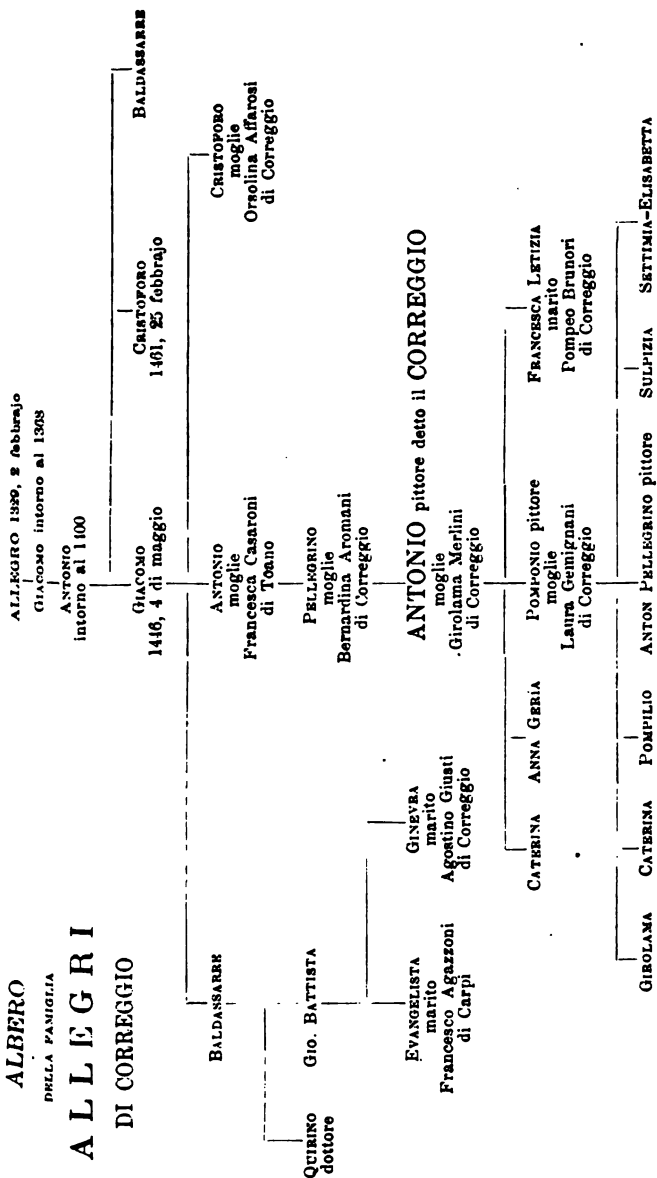 ALBERO
DELLA FAMIGLIA
ALLEGRI
DI CORREGGIO
ALLEGRO 1329, 2 febbrajo
GIACOMO intorno al 1368
ANTONIO
intorno al 1400
GIACOMO
1446, 4 di maggio
CRISTOFORO
1461, 25 febbrajo
BALDASSARRE
BALDASSARRE
ANTONIO
moglie
Francesca Casaroni
di Toano
CRISTOFORO
moglie
Orsolina Affarosi
di Correggio
QUIRINO
dottore
GIO. BATTISTA
PELLEGRINO
moglie
Bernardina Aromani
di Correggio
EVANGELISTA
marito
Francesco Agazzoni
di Carpi
GINEVRA
marito
Agostino Giusti
di Correggio
ANTONIO pittore detto il CORREGGIO
moglie
Girolama Merlini
di Correggio
CATERINA
ANNA GERIA
POMPONIO pittore
moglie
Laura Gemignani
di Correggio
FRANCESCA LETIZIA
marito
Pompeo Brunori
di Correggio
GIROLAMA
CATERINA
POMPILIO
ANTON PELLEGRINO pittore
SULPIZIA
SETTIMIA-ELISABETTA